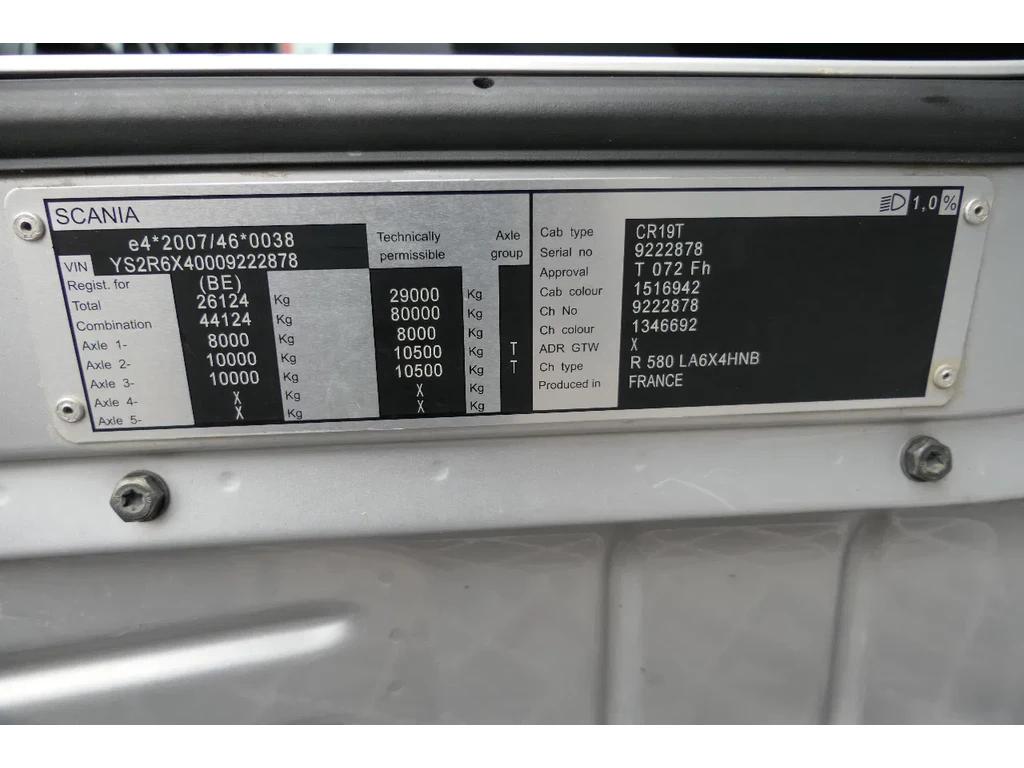 SCANIA
e4*2007/46*0038
VIN YS2R6X40009222878
Technically permissible
Axle group
Regist. for (BE)
Total 26124 Kg 29000 Kg
Combination 44124 Kg 80000 Kg
Axle 1- 8000 Kg 8000 Kg
Axle 2- 10000 Kg 10500 Kg T
Axle 3- 10000 Kg 10500 Kg T
Axle 4- X Kg X Kg
Axle 5- X Kg X Kg
1,0 %
Cab type CR19T
Serial no 9222878
Approval T 072 Fh
Cab colour 1516942
Ch No 9222878
Ch colour 1346692
ADR GTW X
Ch type R 580 LA6X4HNB
Produced in FRANCE